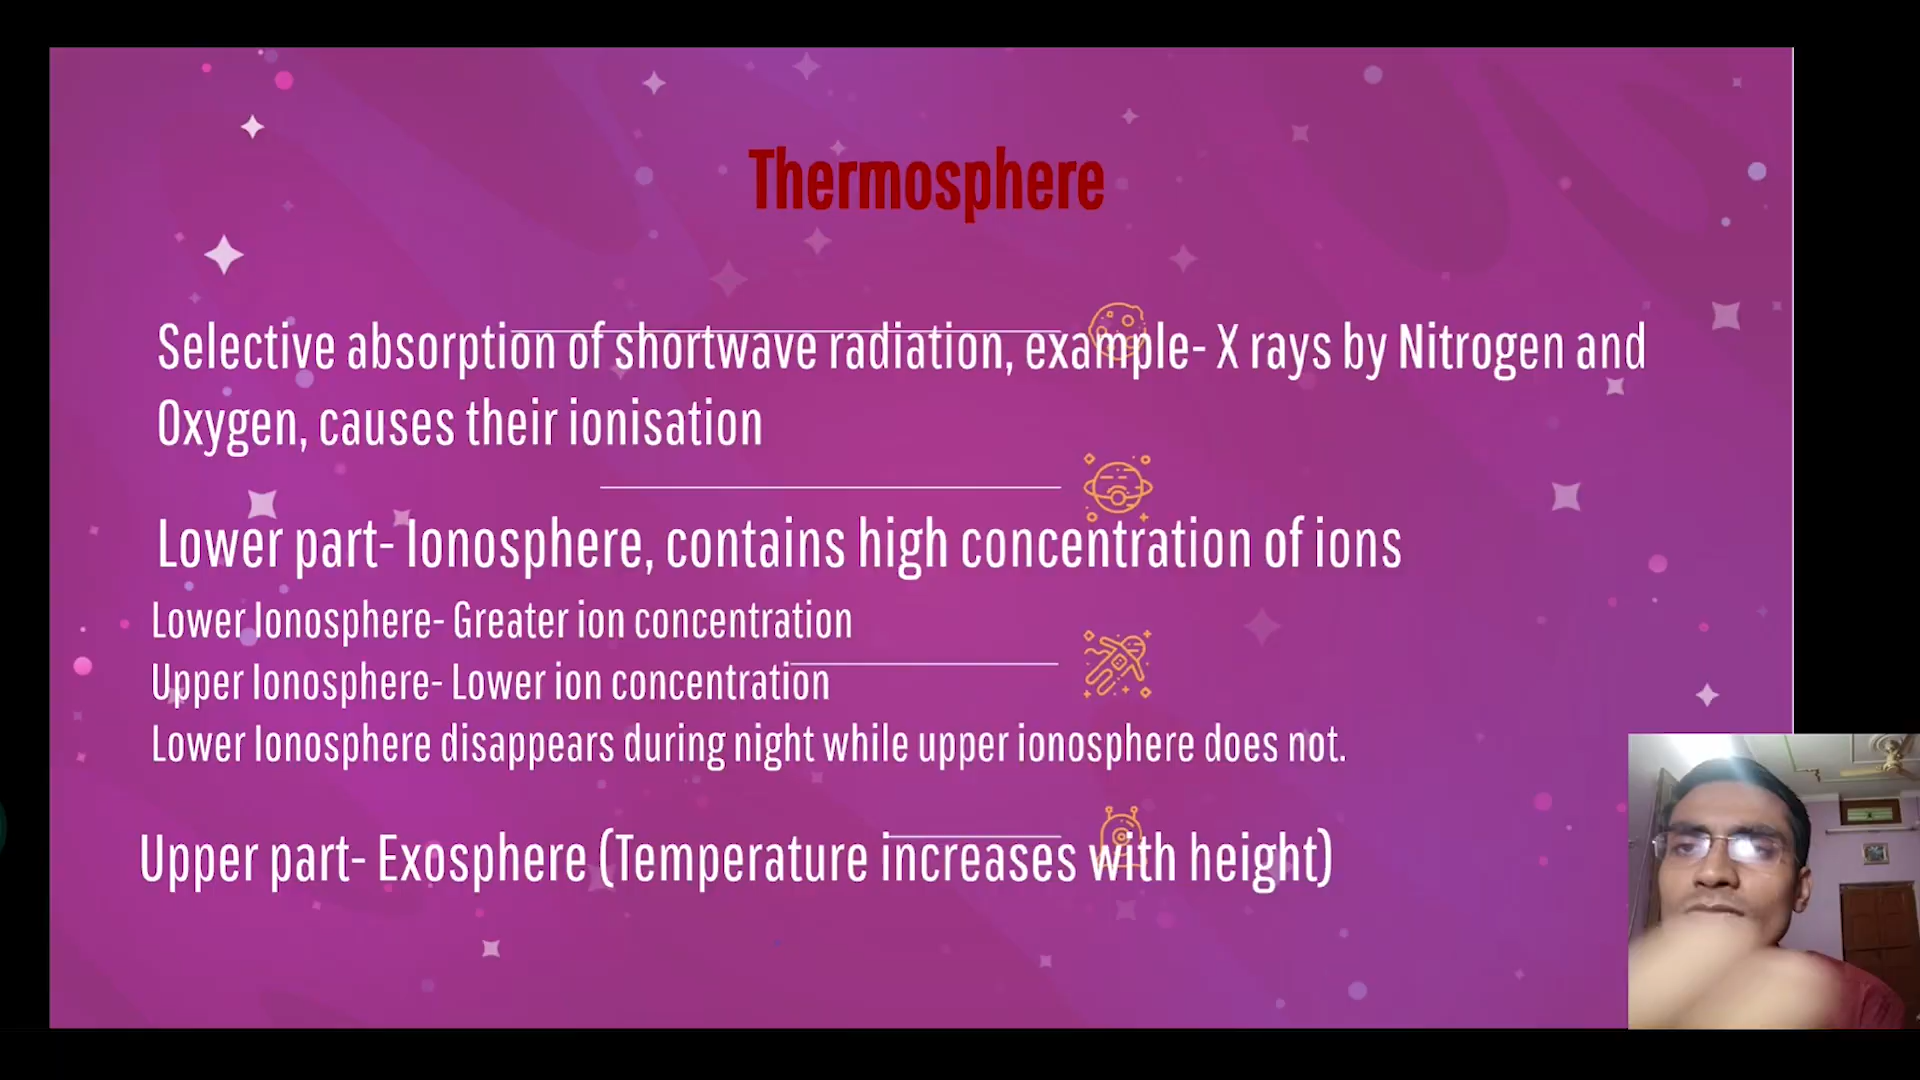 Thermosphere
Selective absorption of shortwave radiation, example- X rays by Nitrogen and
Oxygen, causes their ionisation
Lower part- Ionosphere, contains high concentration of ions
Lower Ionosphere- Greater ion concentration
Upper Ionosphere- Lower ion concentration
Lower Ionosphere disappears during night while upper ionosphere does not.
Upper part- Exosphere (Temperature increases with height)